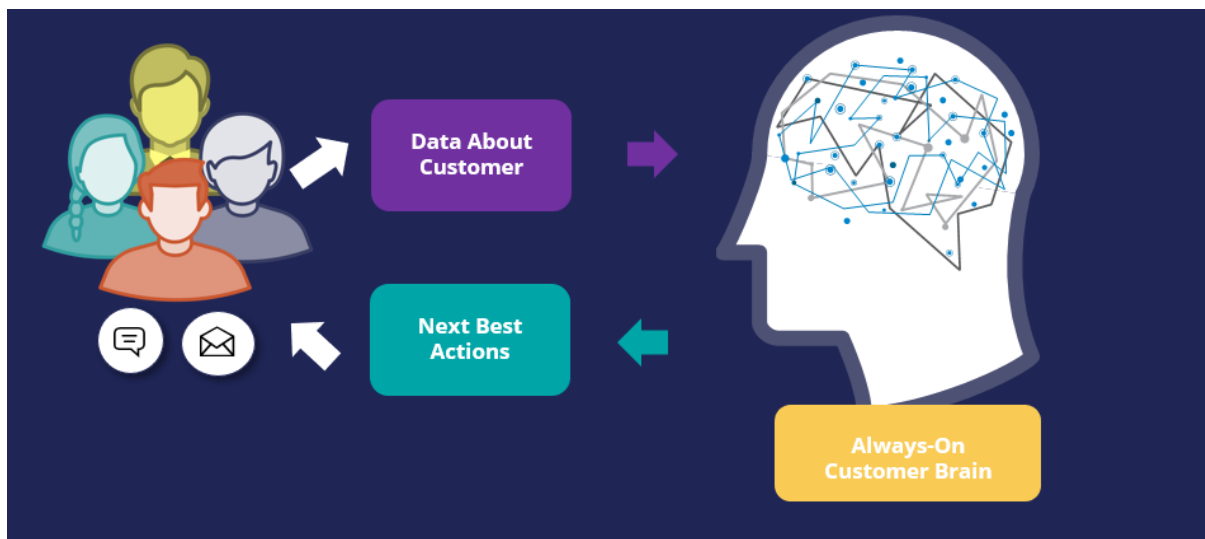 Data About
Customer
Next Best
Actions
Always-On
Customer Brain